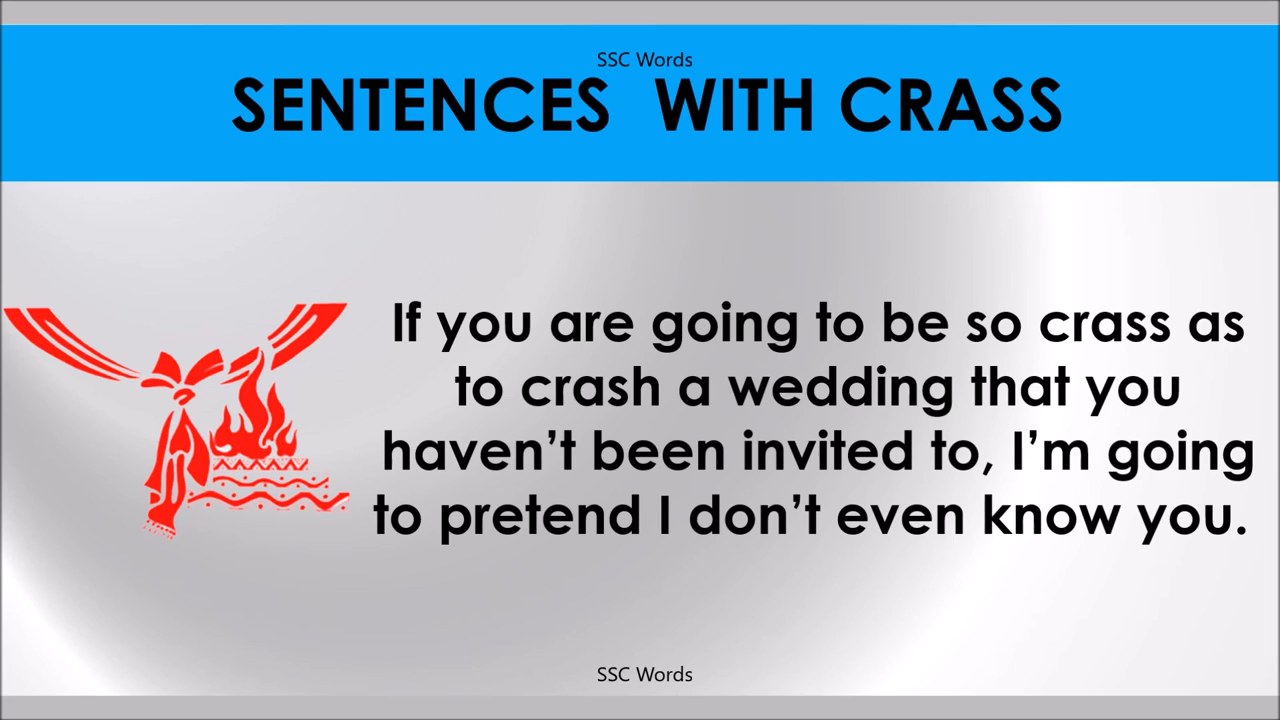 SSC Words
SENTENCES WITH CRASS
If you are going to be so crass as
to crash a wedding that you
haven’t been invited to, I’m going
to pretend I don’t even know you.
SSC Words